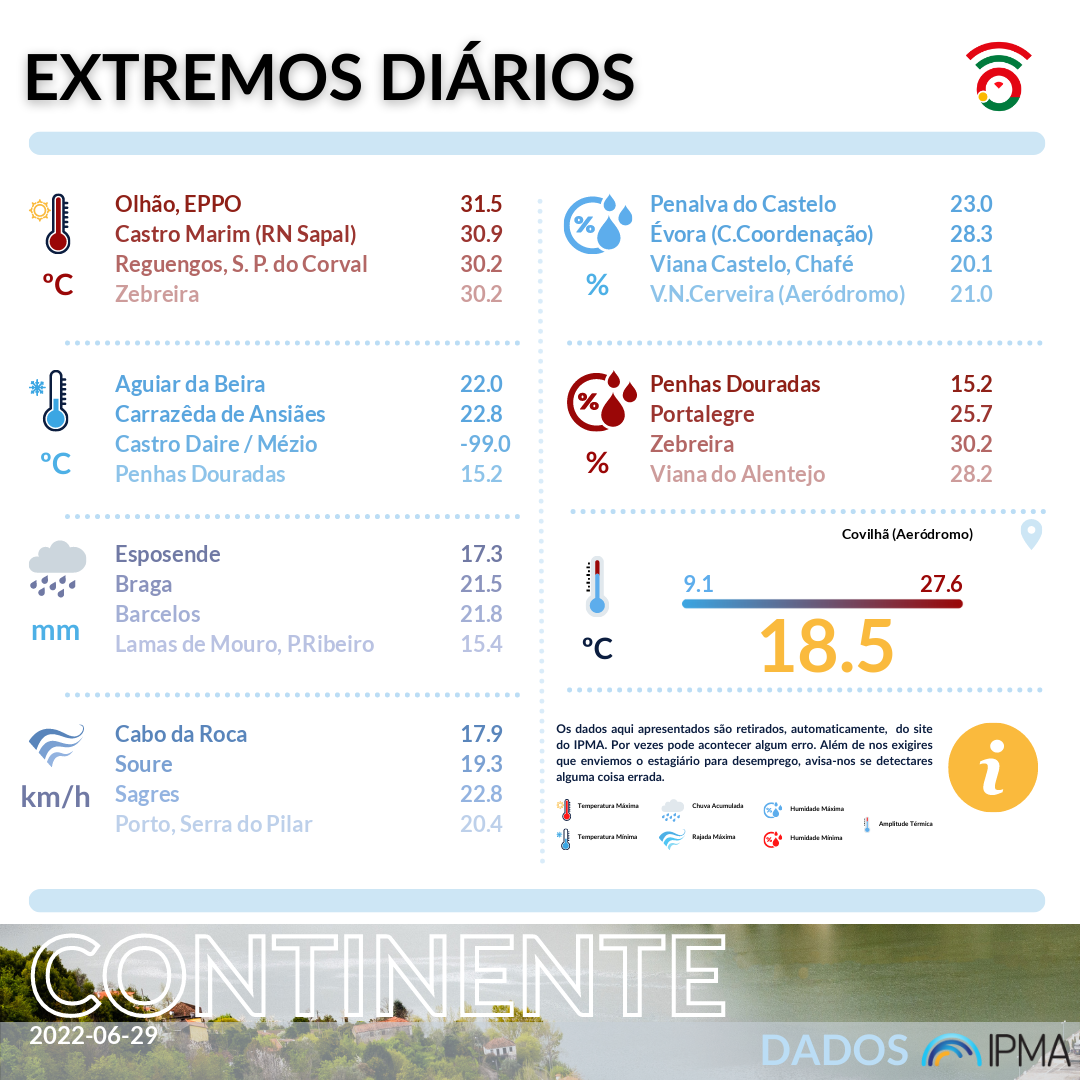 EXTREMOS DIÁRIOS
Olhão, EPPO 31.5
Castro Marim (RN Sapal) 30.9
Reguengos, S. P. do Corval 30.2
Zebreira 30.2
ºC
% 
Penalva do Castelo 23.0
Évora (C.Coordenação) 28.3
Viana Castelo, Chafé 20.1
V.N.Cerveira (Aeródromo) 21.0
%
Aguiar da Beira 22.0
Carrazêda de Ansiães 22.8
Castro Daire / Mézio -99.0
Penhas Douradas 15.2
ºC
%
Penhas Douradas 15.2
Portalegre 25.7
Zebreira 30.2
Viana do Alentejo 28.2
%
Esposende 17.3
Braga 21.5
Barcelos 21.8
Lamas de Mouro, P.Ribeiro 15.4
mm
Covilhã (Aeródromo)
9.1 27.6
18.5
ºC
Cabo da Roca 17.9
Soure 19.3
Sagres 22.8
Porto, Serra do Pilar 20.4
km/h
Os dados aqui apresentados são retirados, automaticamente, do site
do IPMA. Por vezes pode acontecer algum erro. Além de nos exigires
que enviemos o estagiário para desemprego, avisa-nos se detectares
alguma coisa errada.
i
Temperatura Máxima
Chuva Acumulada
Humidade Máxima
Amplitude Térmica
Temperatura Mínima
Rajada Máxima
Humidade Mínima
CONTINENTE
2022-06-29
DADOS IPMA